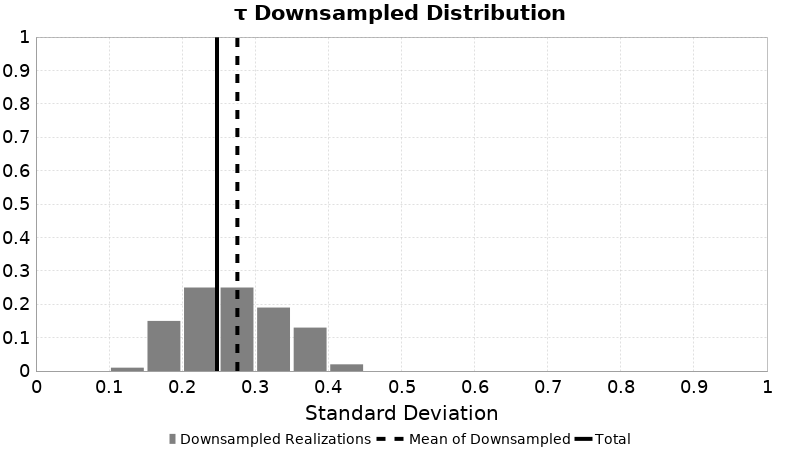 τ Downsampled Distribution
1
0.9
0.8
0.7
0.6
0.5
0.4
0.3
0.2
0.1
0
0 0.1 0.2 0.3 0.4 0.5 0.6 0.7 0.8 0.9 1
Standard Deviation
Downsampled Realizations Mean of Downsampled Total